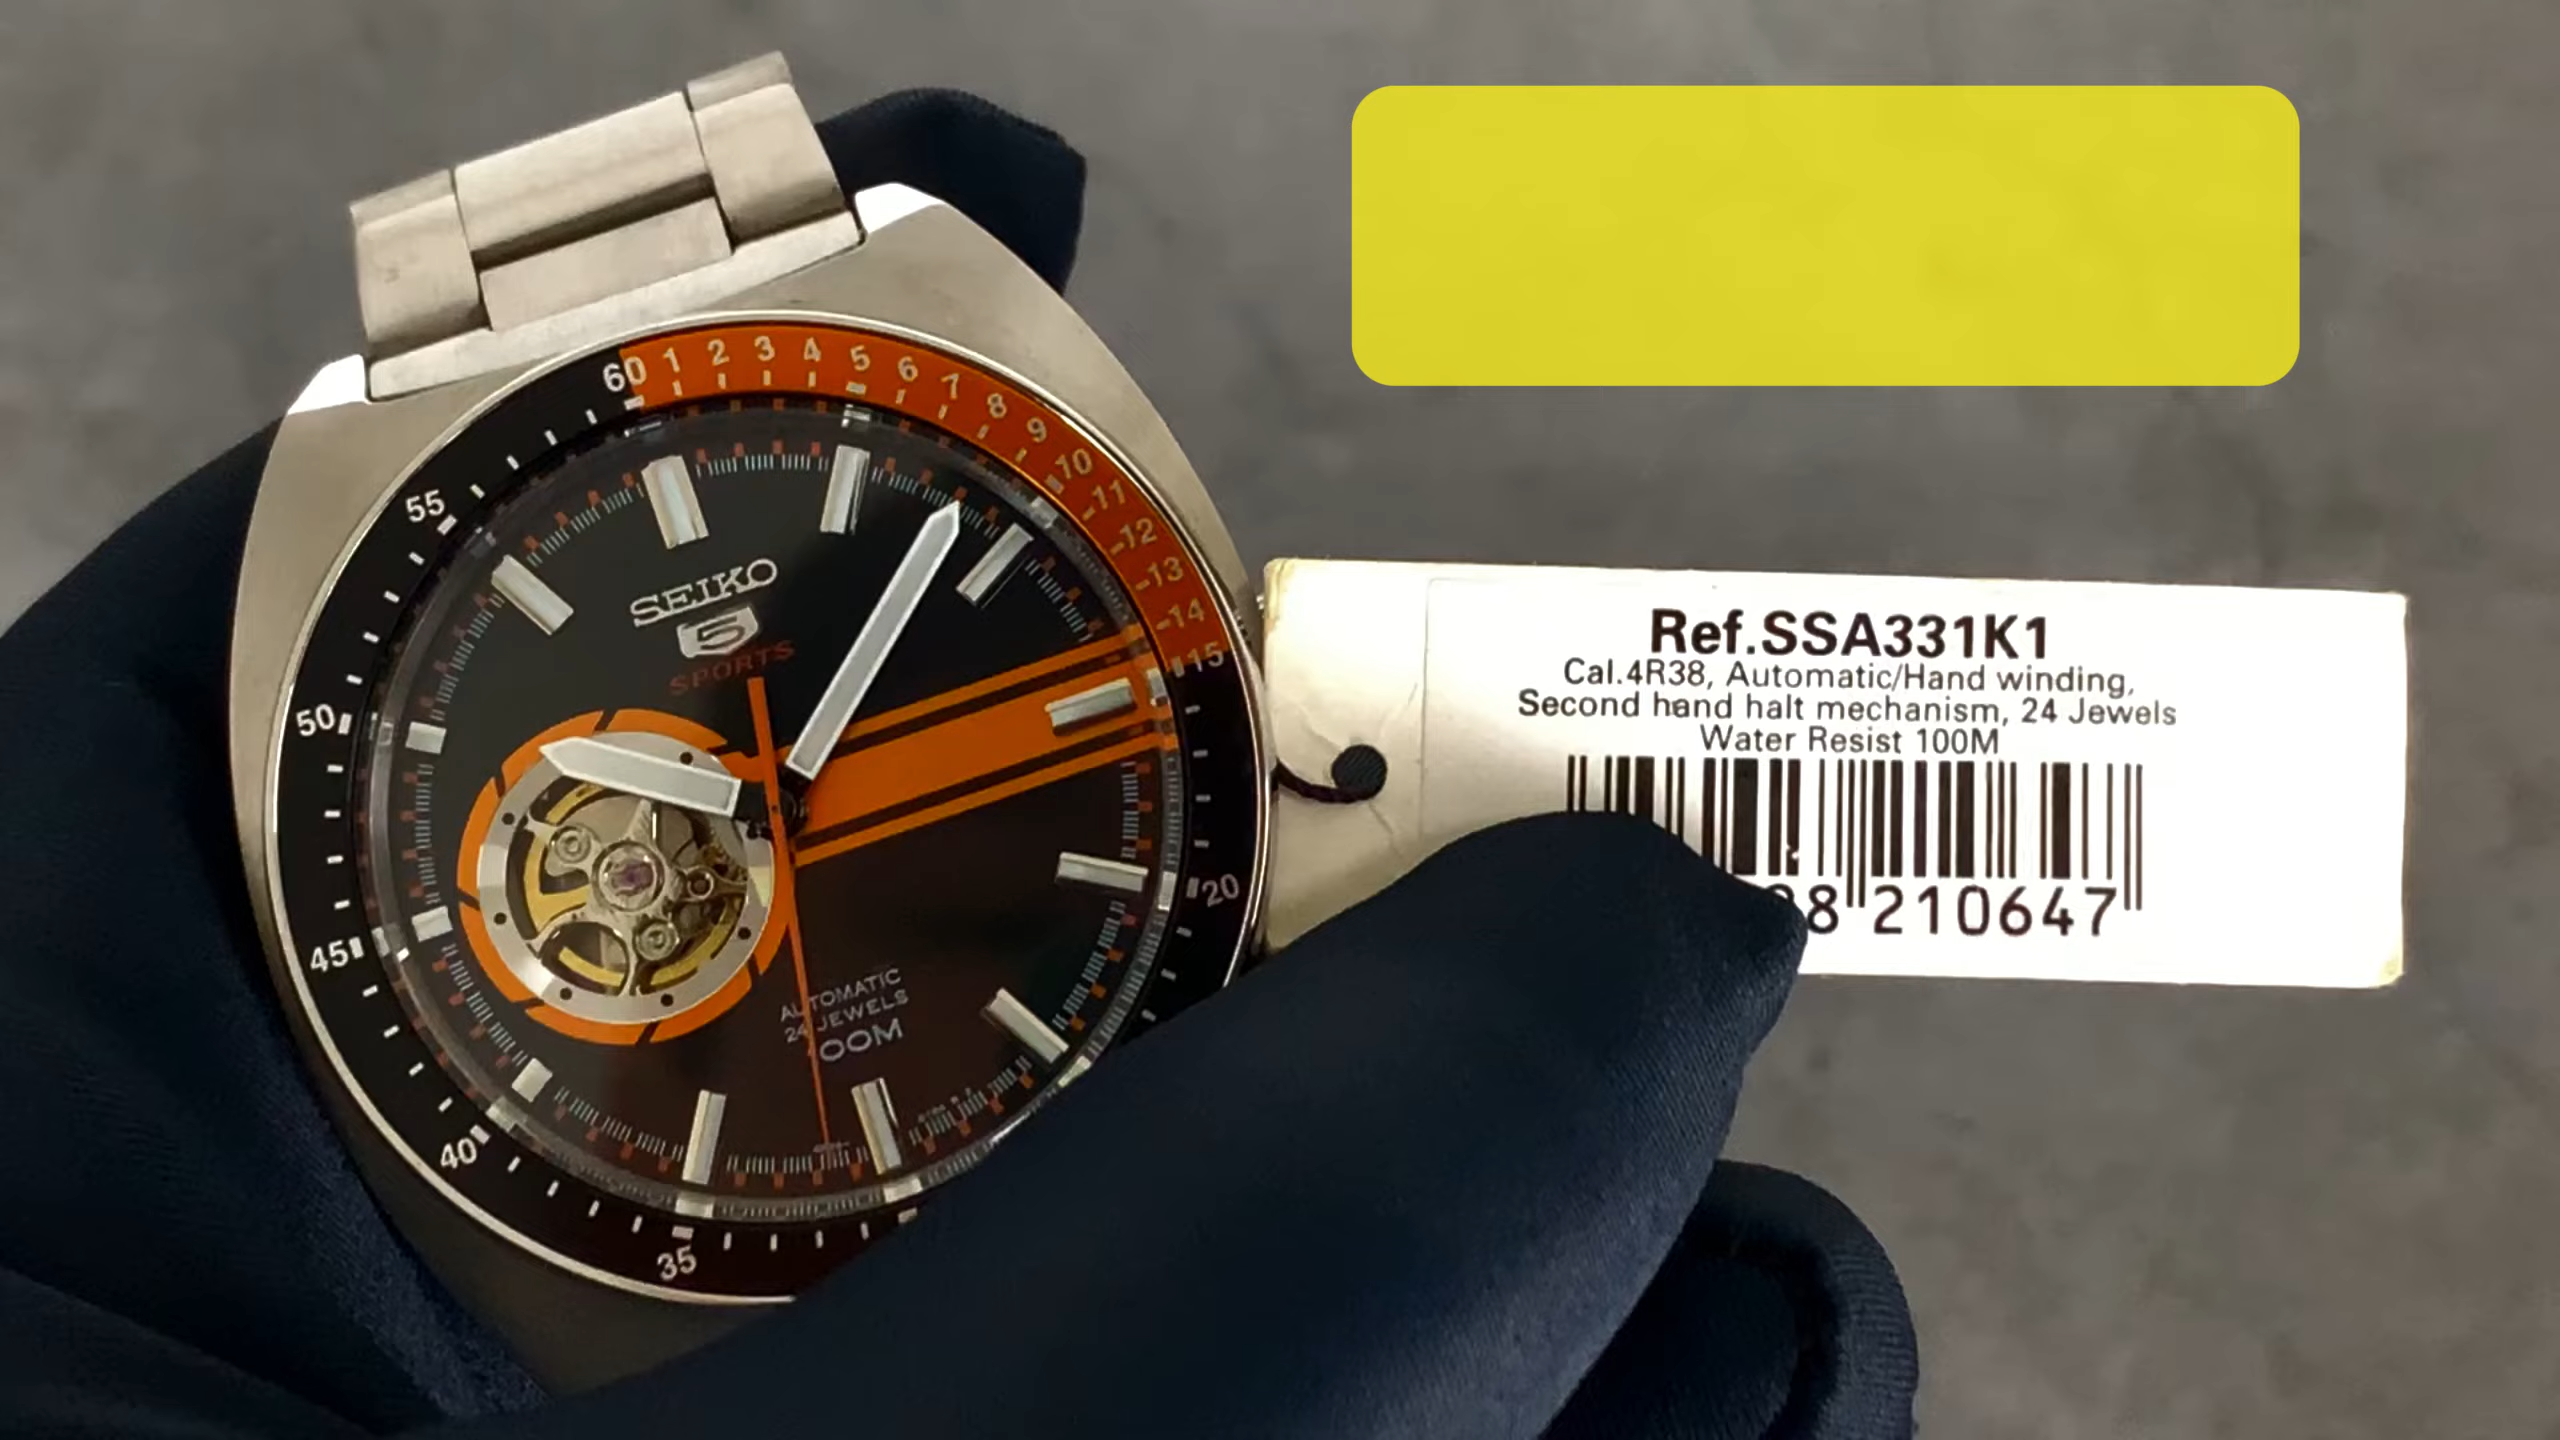 60 1 2 3 4 5 6 7 8 9 10 11 12 13 14 15
20
35
40
45
50
55
SEIKO
5
SPORTS
AUTOMATIC
24 JEWELS
100M
Ref.SSA331K1
Cal.4R38, Automatic/Hand winding,
Second hand halt mechanism, 24 Jewels
Water Resist 100M
8 210647